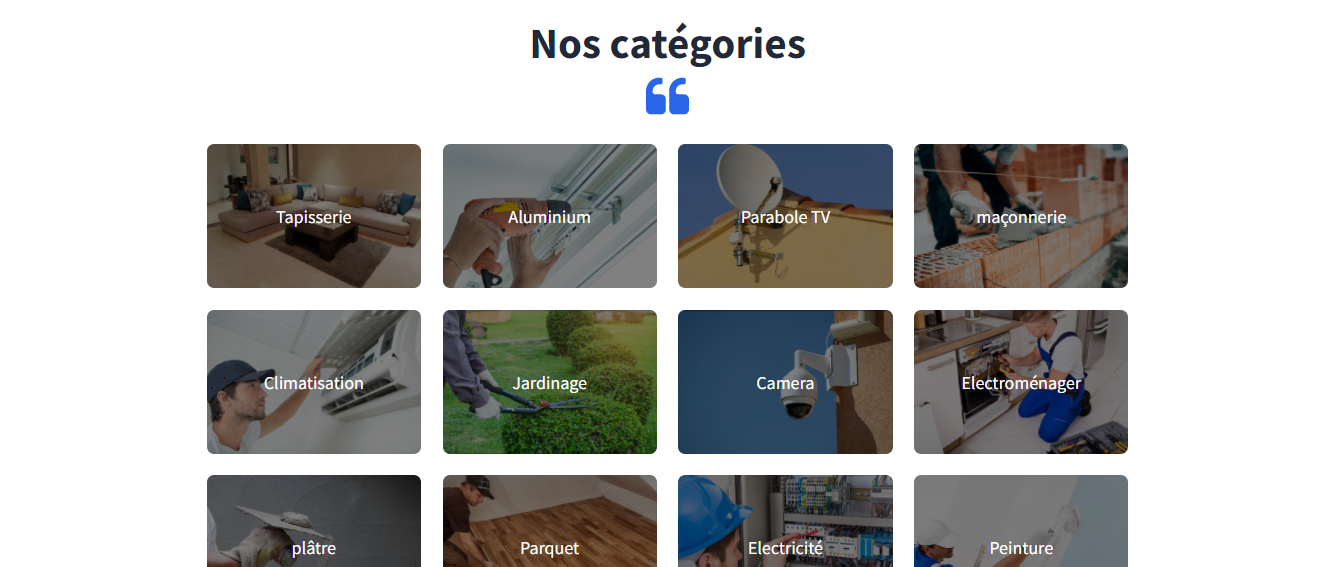 Nos catégories
Tapisserie
Aluminium
Parabole TV
maçonnerie
Climatisation
Jardinage
Camera
Electroménager
plâtre
Parquet
Electricité
Peinture